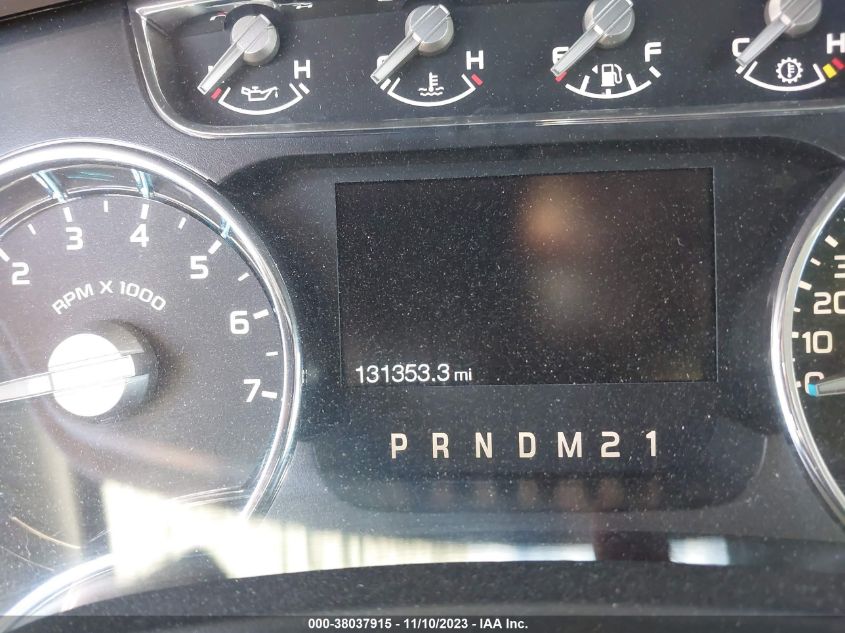 L H C H E F C H
2 3 4 5 6 7
RPM X 1000
20
10
0
131353.3 mi
P R N D M 2 1
000-38037915 - 11/10/2023 - IAA Inc.